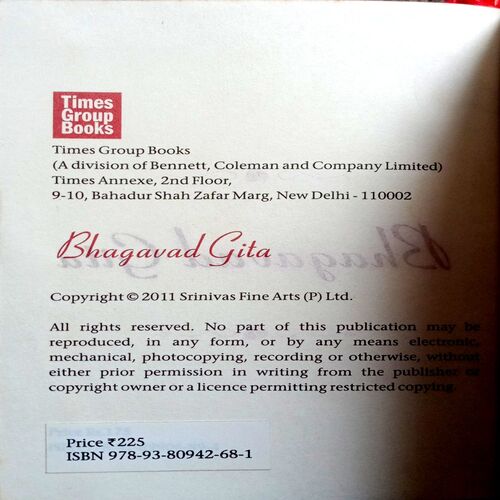 Times
Group
Books
Times Group Books
(A division of Bennett, Coleman and Company Limited)
Times Annexe, 2nd Floor,
9-10, Bahadur Shah Zafar Marg, New Delhi - 110002
Bhagavad Gita
Copyright © 2011 Srinivas Fine Arts (P) Ltd.
All rights reserved. No part of this publication may be
reproduced, in any form, or by any means electronic,
mechanical, photocopying, recording or otherwise, without
either prior permission in writing from the publisher or
copyright owner or a licence permitting restricted copying.
Price ₹225
ISBN 978-93-80942-68-1